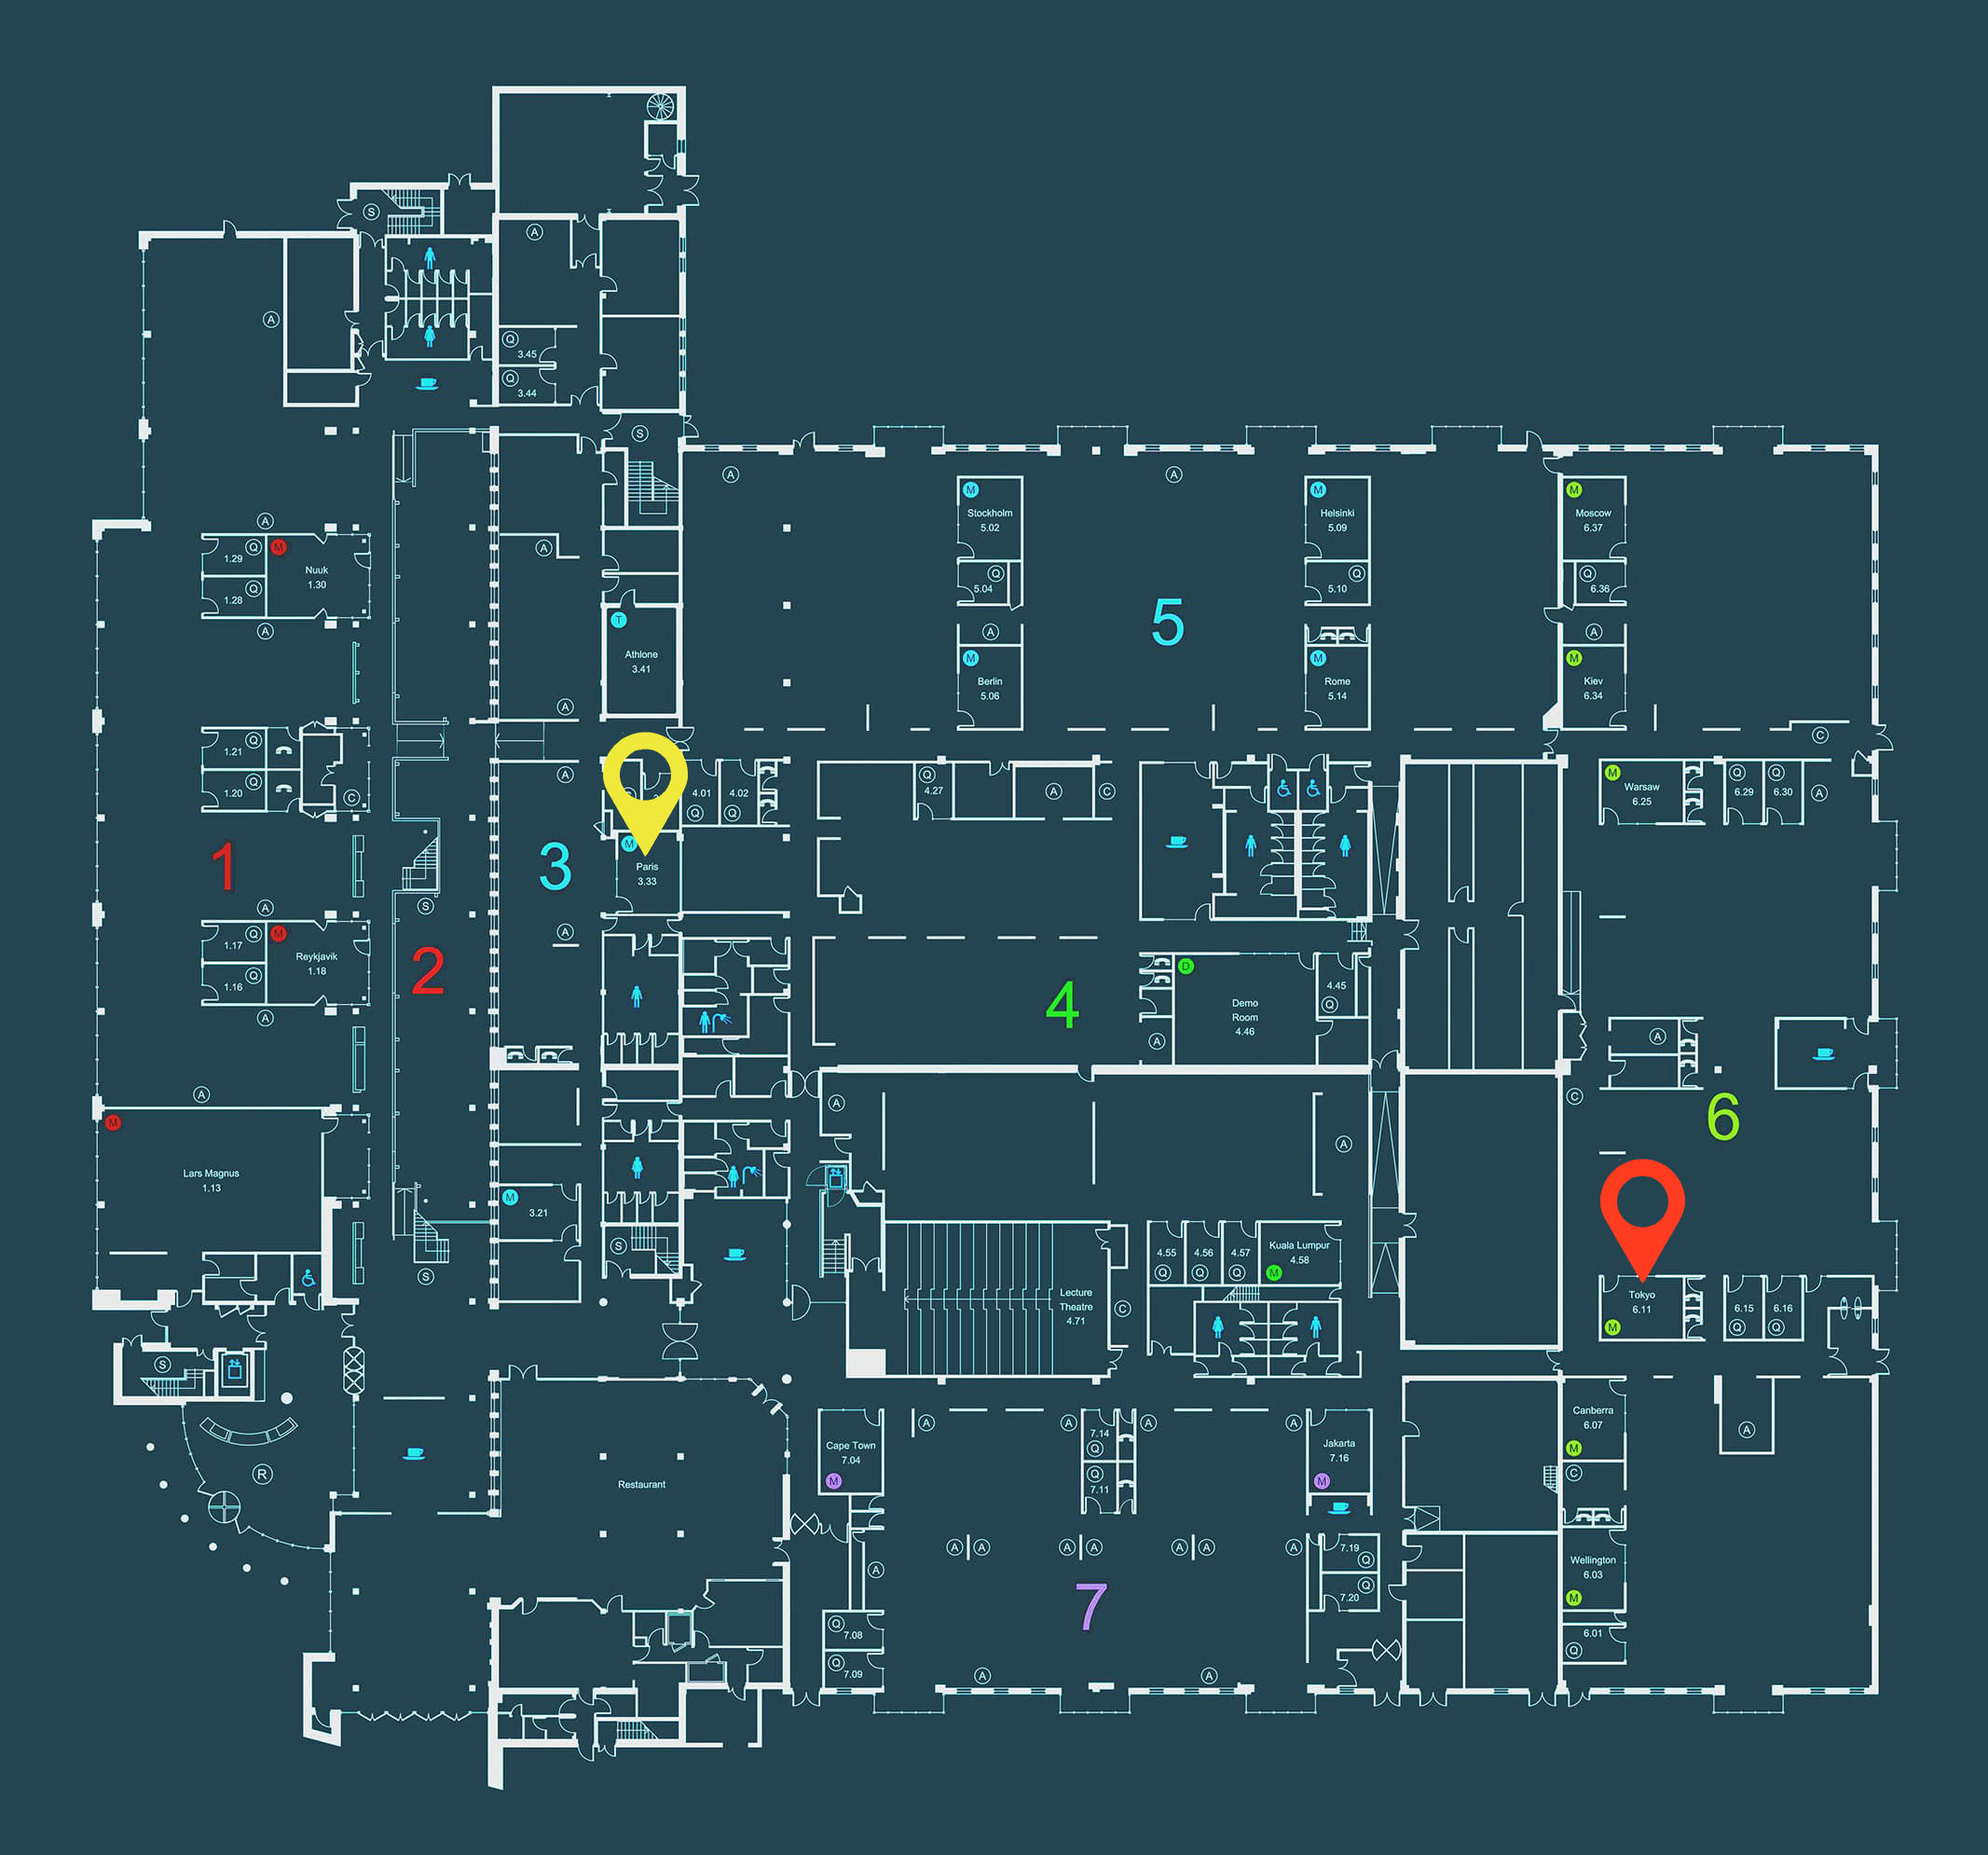 S
A
A
Q
3.45
Q
3.44
S
A
A
M
Stockholm
5.02
M
Helsinki
5.09
M
Moscow
6.37
A
Q
1.29
M
Nuuk
1.30
Q
1.28
A
A
Q
5.04
Q
5.10
Q
6.36
5
T
Athlone
3.41
A
M
Berlin
5.06
M
Rome
5.14
A
M
Kiev
6.34
A
C
Q
1.21
Q
1.20
C
A
4.01
Q
4.02
Q
Q
4.27
A
C
M
Warsaw
6.25
Q
6.29
Q
6.30
A
1
3
M
Paris
3.33
S
A
Q
1.17
M
Reykjavik
1.18
Q
1.16
A
2
A
4
D
Demo
Room
4.46
4.45
Q
A
A
C
6
A
M
Lars Magnus
1.13
A
A
M
3.21
S
S
4.55
Q
4.56
Q
4.57
Q
Kuala Lumpur
4.58
M
Lecture
Theatre
4.71
C
Tokyo
6.11
M
6.15
Q
6.16
Q
S
R
Restaurant
Cape Town
7.04
M
A
A
7.14
Q
Q
7.11
A
A
Jakarta
7.16
M
Canberra
6.07
M
C
A
A
A
A
A
A
A
A
A
7.19
Q
Q
7.20
Wellington
6.03
M
6.01
Q
7
Q
7.08
Q
7.09
A
A